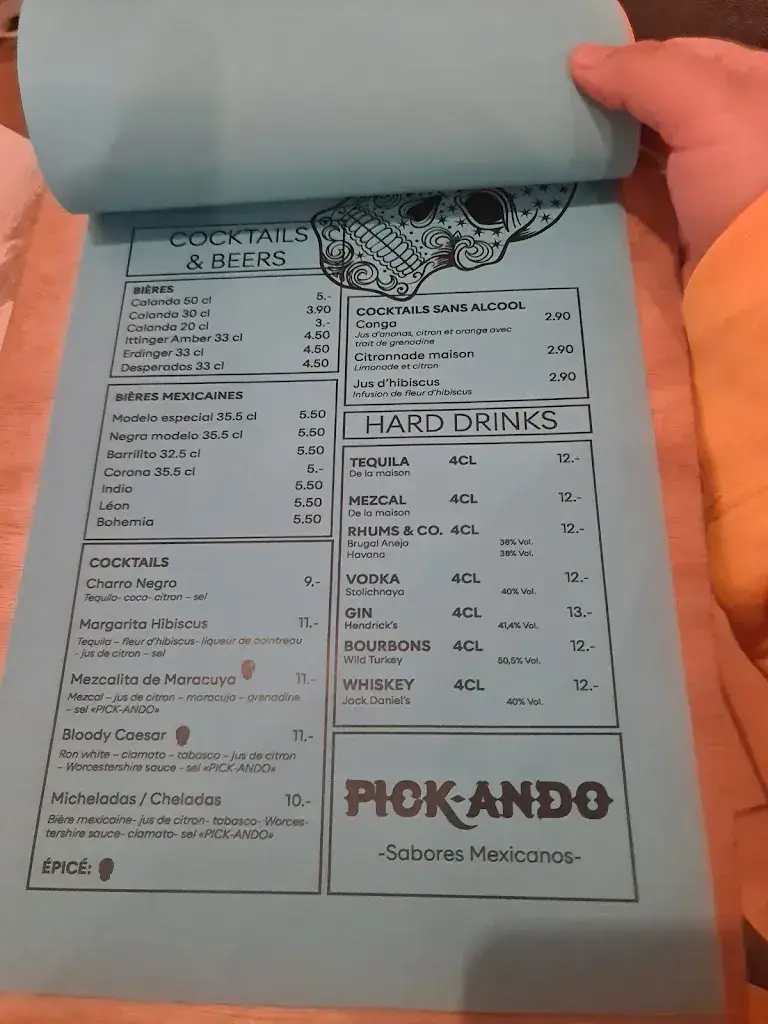 COCKTAILS
& BEERS
BIÈRES
Calanda 50 cl 5.-
Calanda 30 cl 3.90
Calanda 20 cl 3.-
Ittinger Amber 33 cl 4.50
Erdinger 33 cl 4.50
Desperados 33 cl 4.50
BIÈRES MEXICAINES
Modelo especial 35.5 cl 5.50
Negra modelo 35.5 cl 5.50
Barrilito 32.5 cl 5.50
Corona 35.5 cl 5.-
Indio 5.50
Léon 5.50
Bohemia 5.50
COCKTAILS
Charro Negro 9.-
Tequila- coca- citron – sel
Margarita Hibiscus 11.-
Tequila – fleur d'hibiscus- liqueur de cointreau
- jus de citron – sel
Mezcalita de Maracuya 11.-
Mezcal – jus de citron – maracuja – grenadine
– sel «PICK-ANDO»
Bloody Caesar 11.-
Ron white – clamato – tabasco – jus de citron
– Worcestershire sauce - sel «PICK-ANDO»
Micheladas / Cheladas 10.-
Bière mexicaine- jus de citron- tabasco- Worces-
tershire sauce- clamato- sel «PICK-ANDO»
ÉPICÉ:
COCKTAILS SANS ALCOOL
Conga 2.90
Jus d'ananas, citron et orange avec
trait de grenadine
Citronnade maison 2.90
Limonade et citron
Jus d'hibiscus 2.90
Infusion de fleur d'hibiscus
HARD DRINKS
TEQUILA 4CL 12.-
De la maison
MEZCAL 4CL 12.-
De la maison
RHUMS & CO. 4CL 12.-
Brugal Anejo 38% Vol.
Havana 38% Vol.
VODKA 4CL 12.-
Stolichnaya 40% Vol.
GIN 4CL 13.-
Hendrick's 41,4% Vol.
BOURBONS 4CL 12.-
Wild Turkey 50,5% Vol.
WHISKEY 4CL 12.-
Jack Daniel's 40% Vol.
PICK-ANDO
-Sabores Mexicanos-